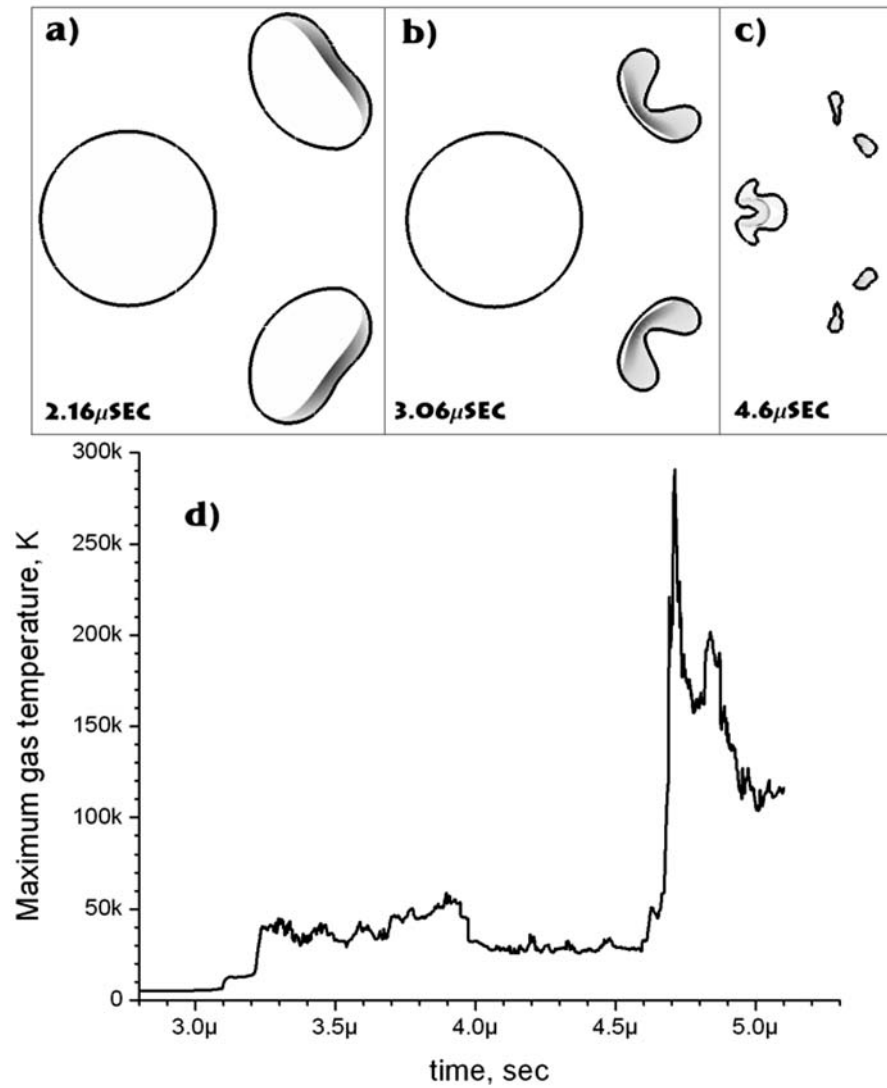 a)
b)
c)
2.16μSEC
3.06μSEC
4.6μSEC
d)
Maximum gas temperature, K
300k
250k
200k
150k
100k
50k
0
3.0μ 3.5μ 4.0μ 4.5μ 5.0μ
time, sec